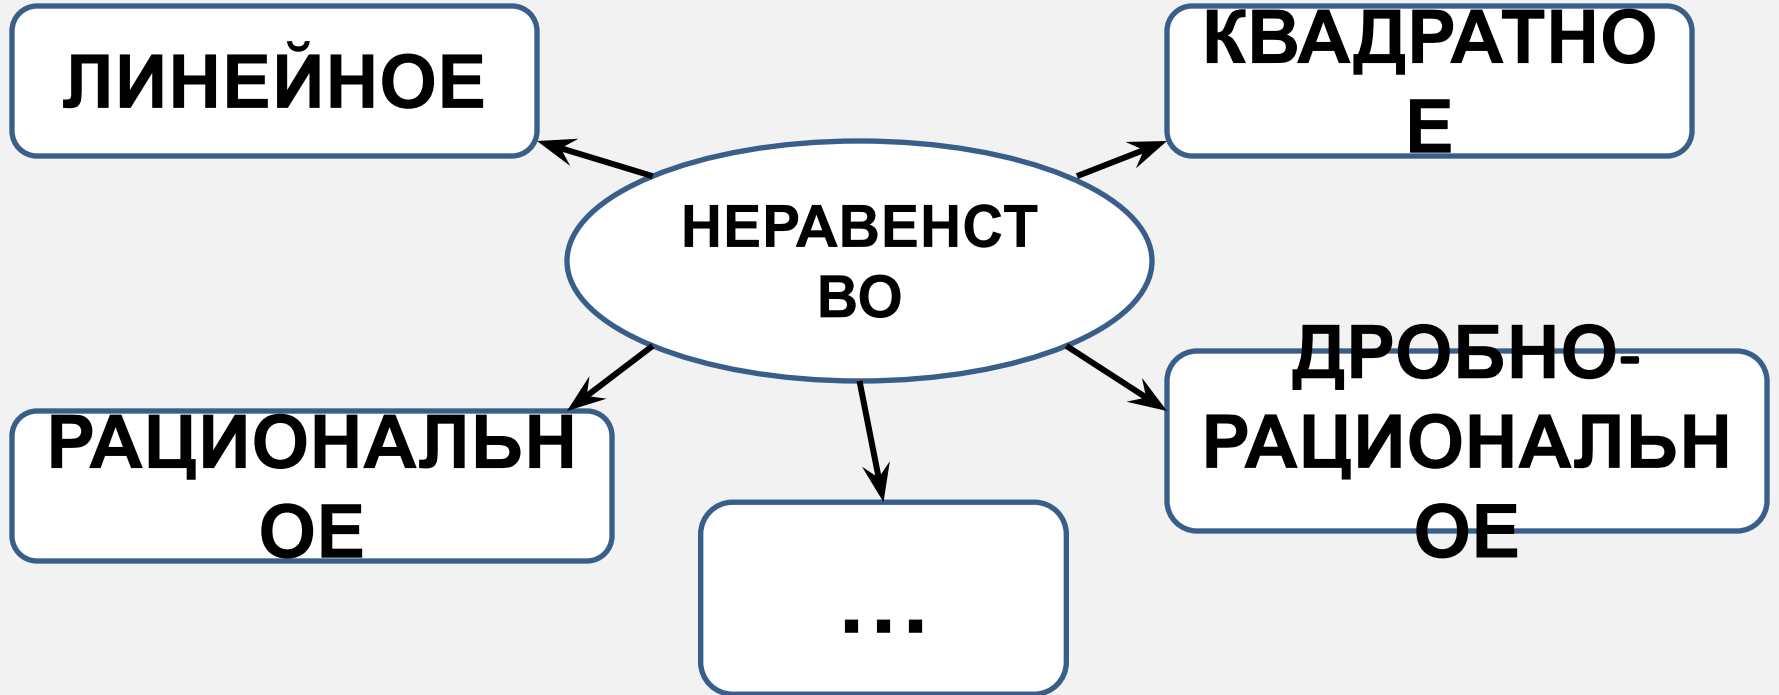 ЛИНЕЙНОЕ
КВАДРАТНО
Е
НЕРАВЕНСТ
ВО
РАЦИОНАЛЬН
ОЕ
ДРОБНО-
РАЦИОНАЛЬН
ОЕ
...